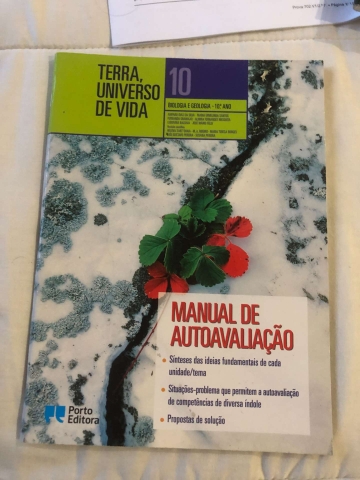 TERRA,
UNIVERSO
DE VIDA
10
BIOLOGIA E GEOLOGIA - 10º ANO
MANUAL DE
AUTOAVALIAÇÃO
• Sínteses das ideias fundamentais de cada
unidade/tema
• Situações-problema que permitem a autoavaliação
de competências de diversa índole
• Propostas de solução
Porto
Editora